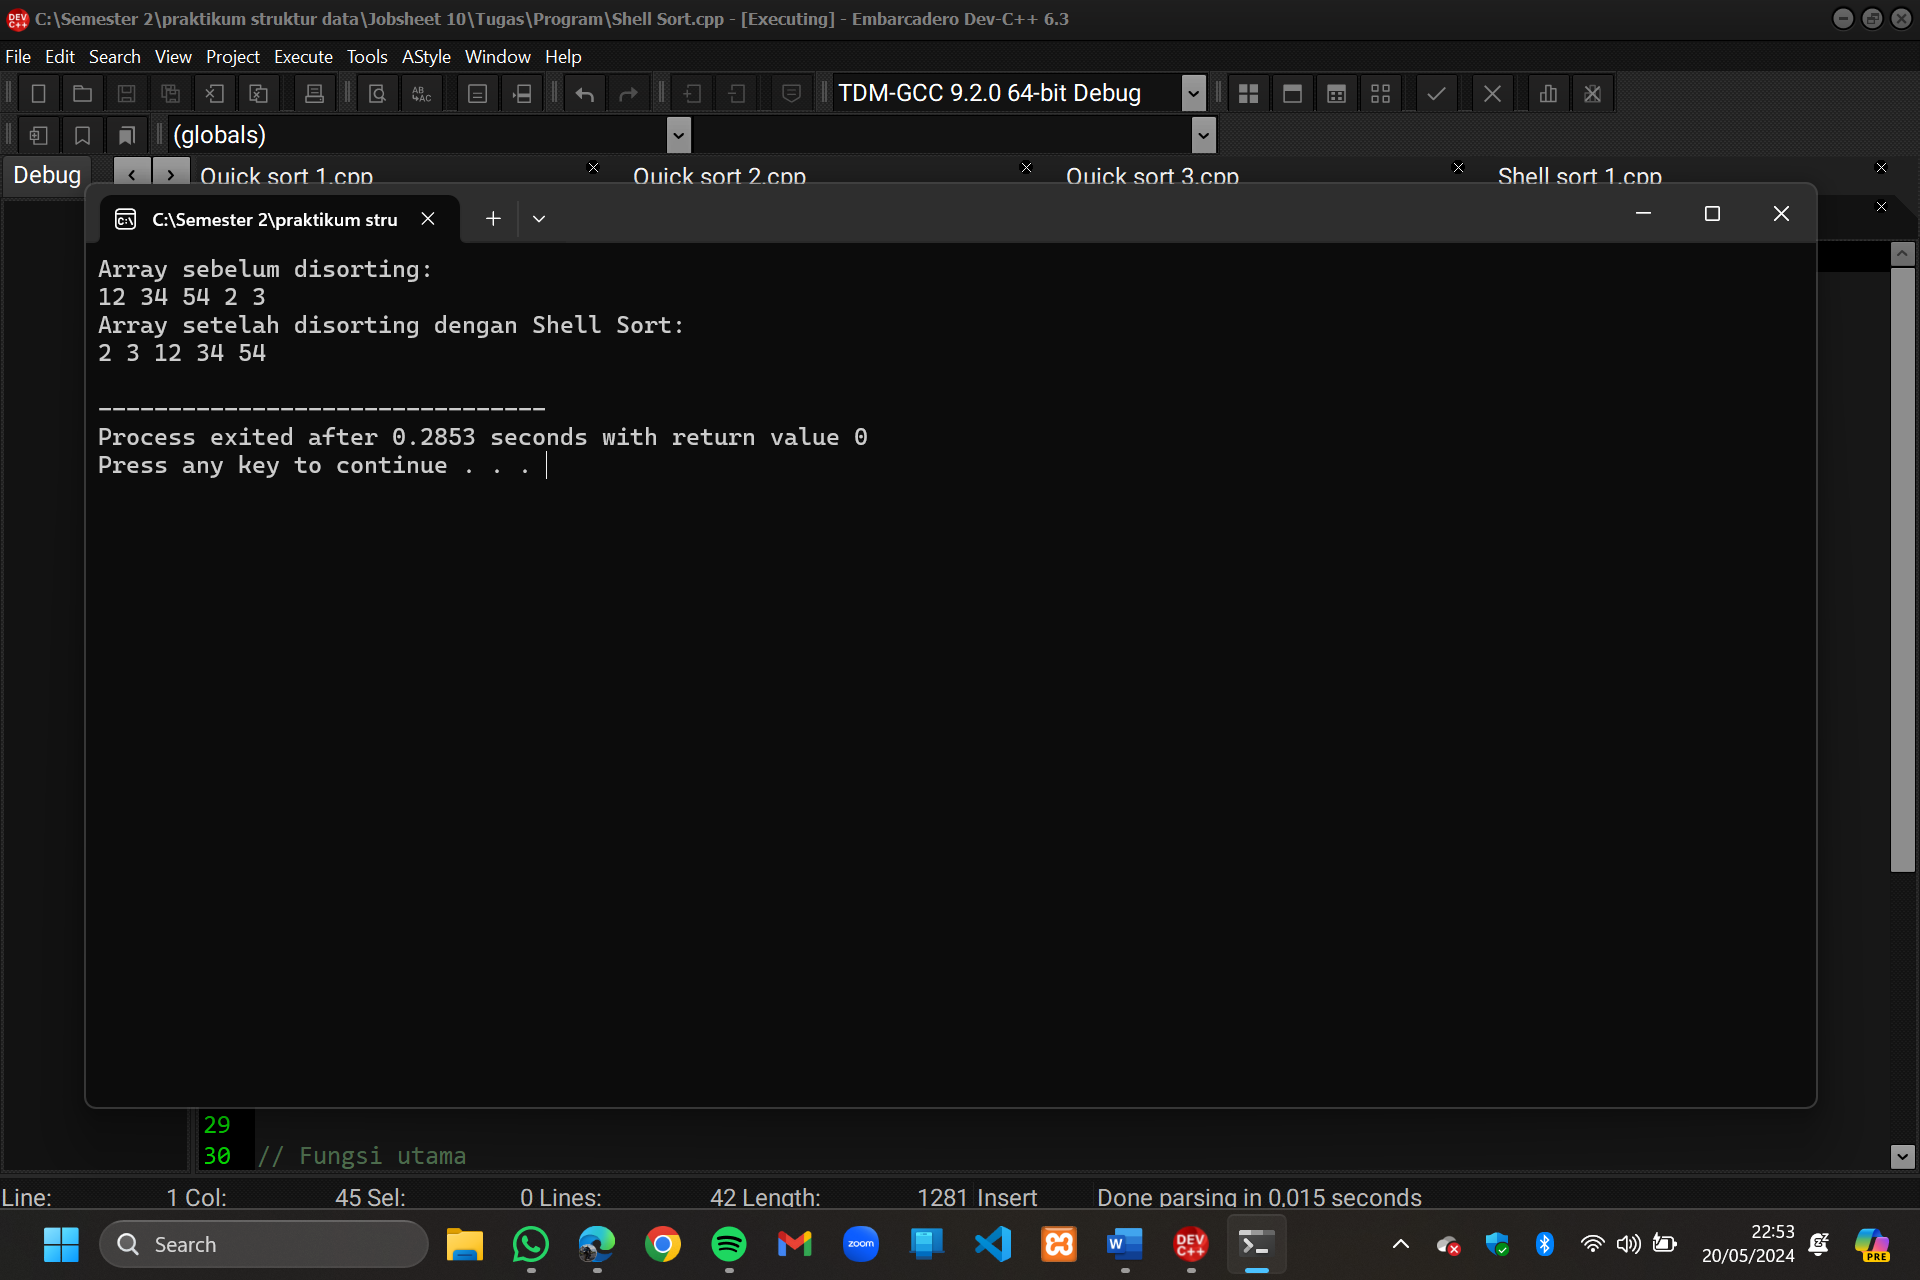 C:\Semester 2\praktikum struktur data\Jobsheet 10\Tugas\Program\Shell Sort.cpp - [Executing] - Embarcadero Dev-C++ 6.3
File Edit Search View Project Execute Tools AStyle Window Help
TDM-GCC 9.2.0 64-bit Debug
(globals)
Debug Quick sort 1.cpp Quick sort 2.cpp Quick sort 3.cpp Shell sort 1.cpp
C:\Semester 2\praktikum stru
Array sebelum disorting:
12 34 54 2 3
Array setelah disorting dengan Shell Sort:
2 3 12 34 54
--------------------------------
Process exited after 0.2853 seconds with return value 0
Press any key to continue . . .
29
30 // Fungsi utama
Line: 1 Col: 45 Sel: 0 Lines: 42 Length: 1281 Insert Done parsing in 0,015 seconds
Search zoom DEV C++ 22:53
20/05/2024 PRE